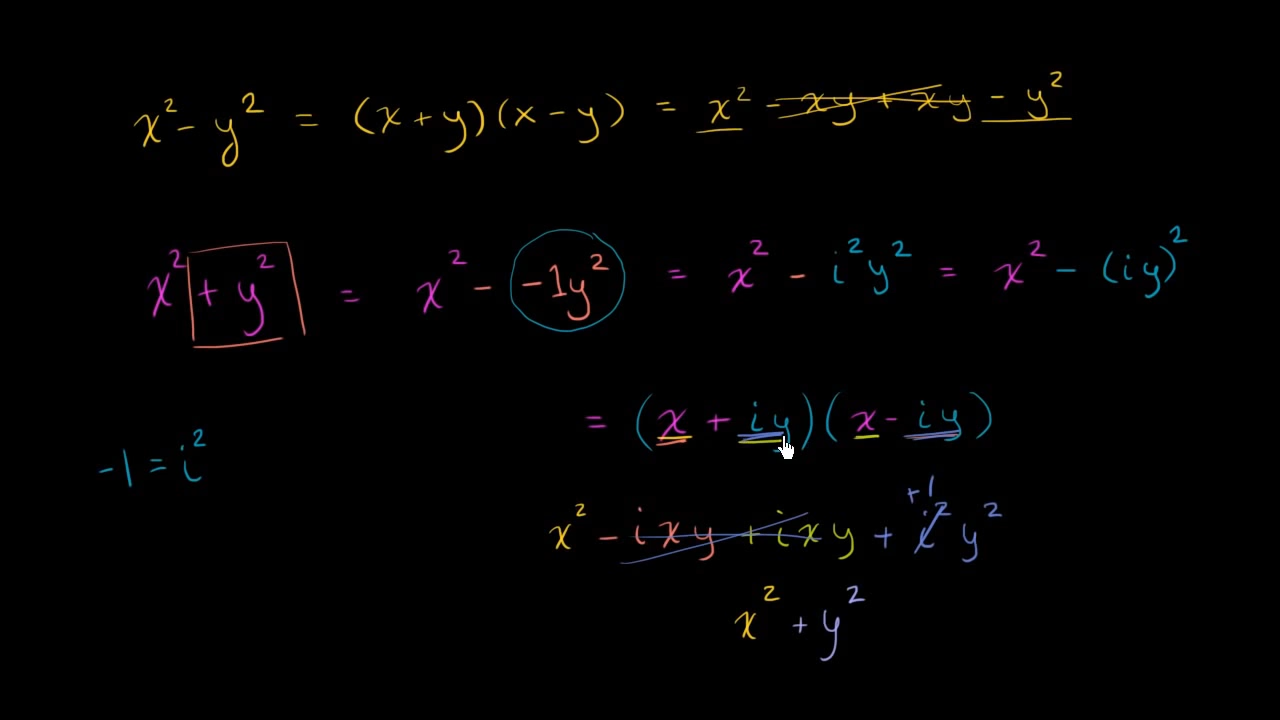 x² - y² = (x + y)(x - y) = x² - xy + xy - y²
x² + y² = x² - -1y² = x² - i²y² = x² - (iy)²
= (x + iy)(x - iy)
-1 = i²
+1
x² - ixy + ixy + i²y²
x² + y²